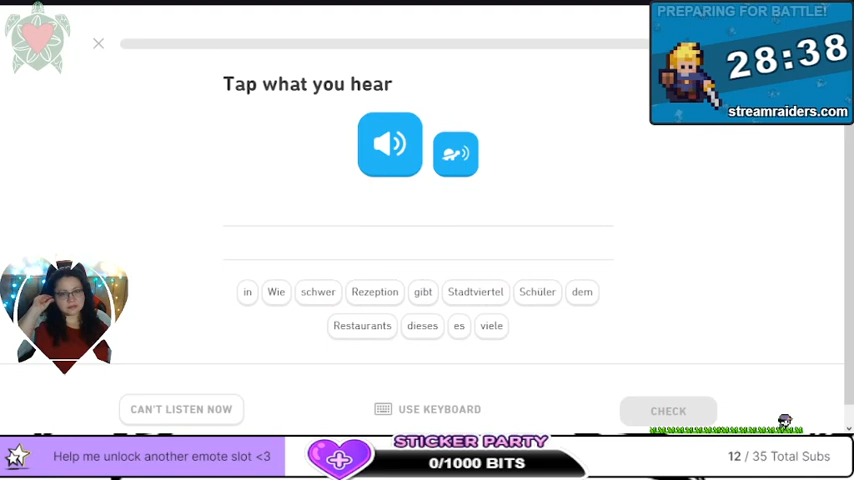 PREPARING FOR BATTLE!
28:38
streamraiders.com
Tap what you hear
in Wie schwer Rezeption gibt Stadtviertel Schüler dem
Restaurants dieses es viele
CAN'T LISTEN NOW USE KEYBOARD CHECK
Help me unlock another emote slot <3
STICKER PARTY
0/1000 BITS
12 / 35 Total Subs